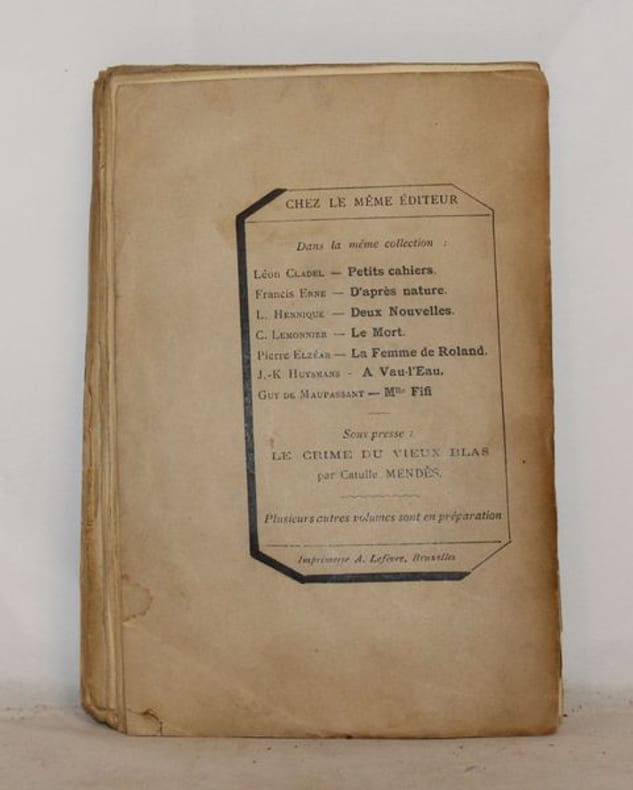 CHEZ LE MÊME ÉDITEUR
Dans la même collection :
Léon Cladel — Petits cahiers.
Francis Enne — D'après nature.
L. Hennique — Deux Nouvelles.
C. Lemonnier — Le Mort.
Pierre Elzéar — La Femme de Roland.
J.-K Huysmans - A Vau-l'Eau.
Guy de Maupassant — Mlle Fifi
Sous presse :
LE CRIME DU VIEUX BLAS
par Catulle MENDÈS.
Plusieurs autres volumes sont en préparation
Imprimerie A. Lefèvre, Bruxelles